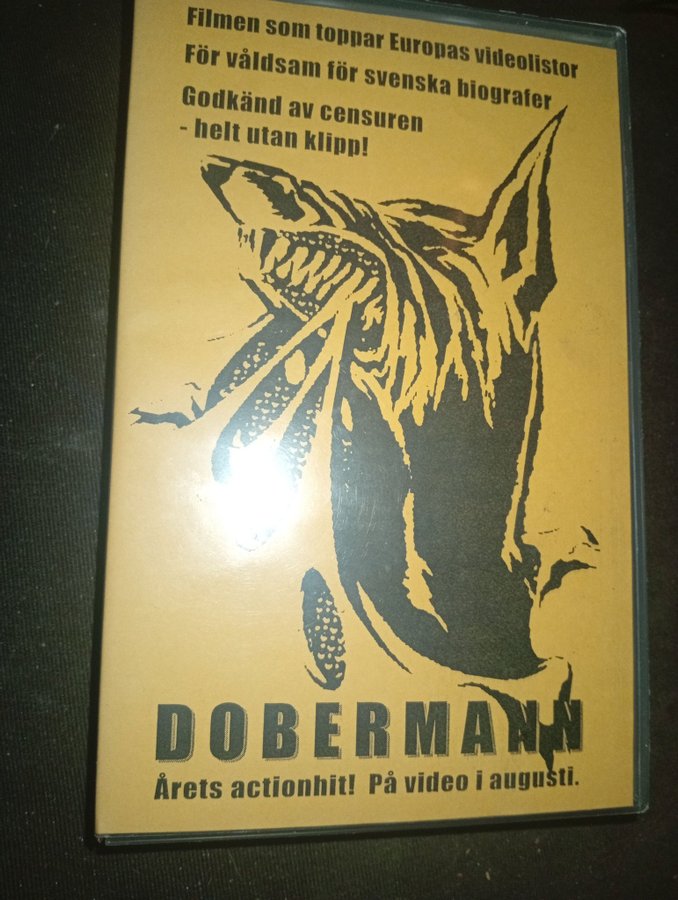 Filmen som toppar Europas videolistor
För våldsam för svenska biografer
Godkänd av censuren
- helt utan klipp!
DOBERMANN
Årets actionhit! På video i augusti.